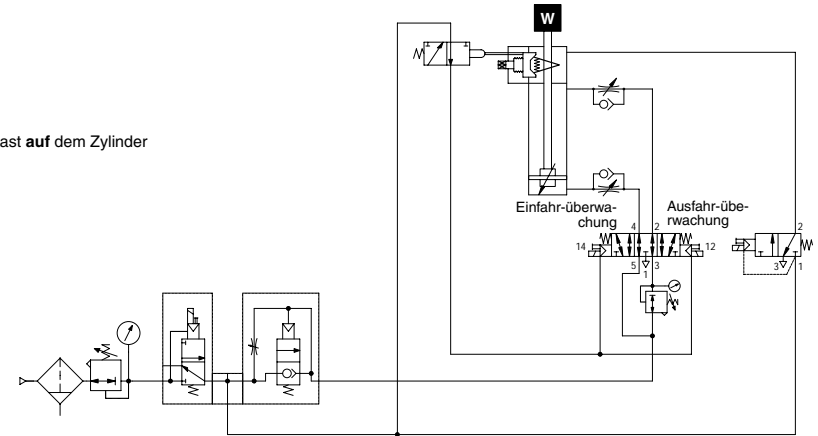 W
ast auf dem Zylinder
Einfahr-überwa-
chung
Ausfahr-übe-
rwachung
4 2
14 12
5 3
1
2
3 1